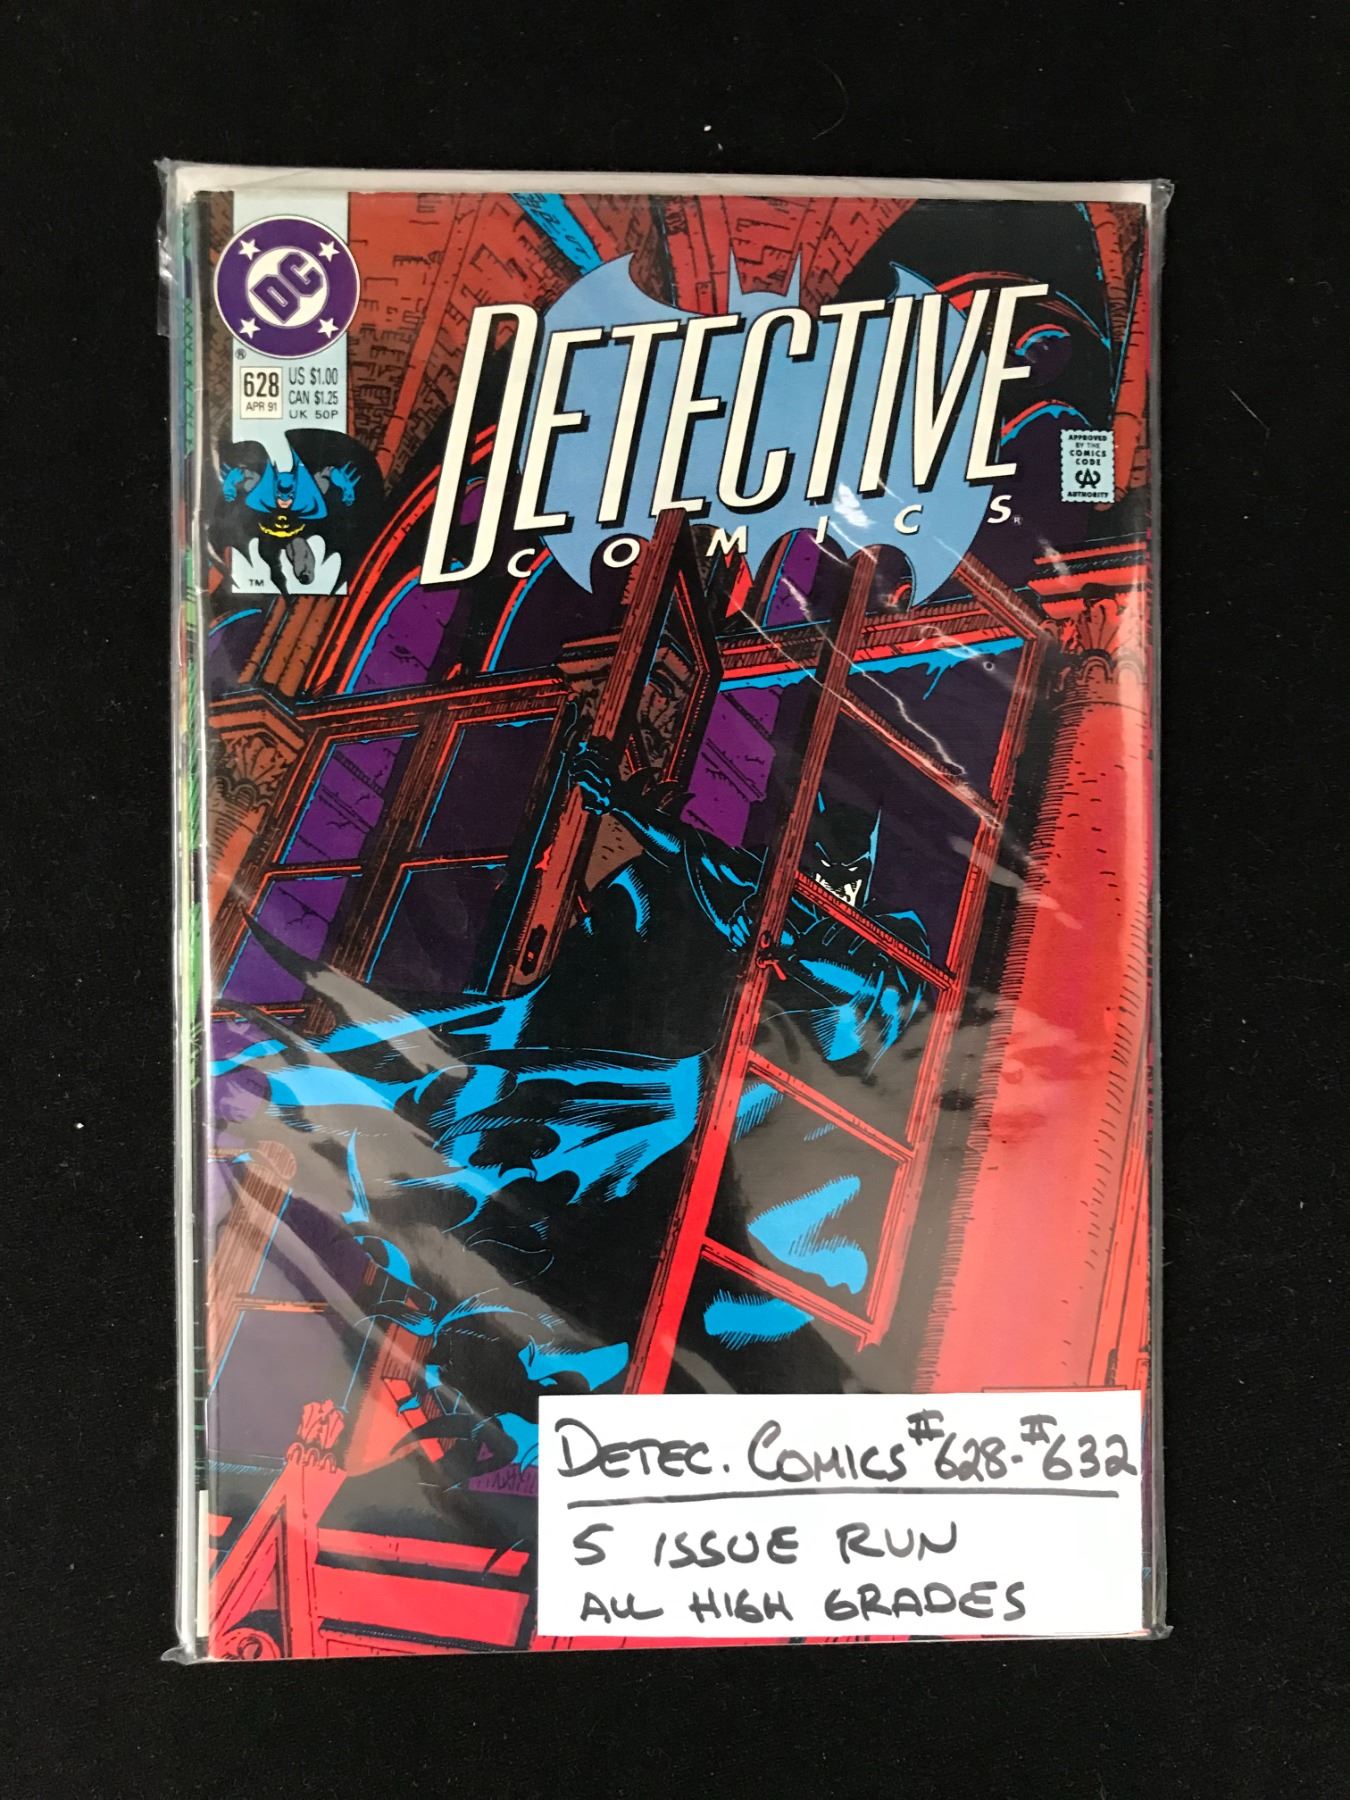 DC
®
628
APR 91
US $1.00
CAN $1.25
UK 50P
TM
DETECTIVE
COMICS®
APPROVED
BY THE
COMICS
CODE
CA
AUTHORITY
DETEC. COMICS #628-#632
5 ISSUE RUN
ALL HIGH GRADES